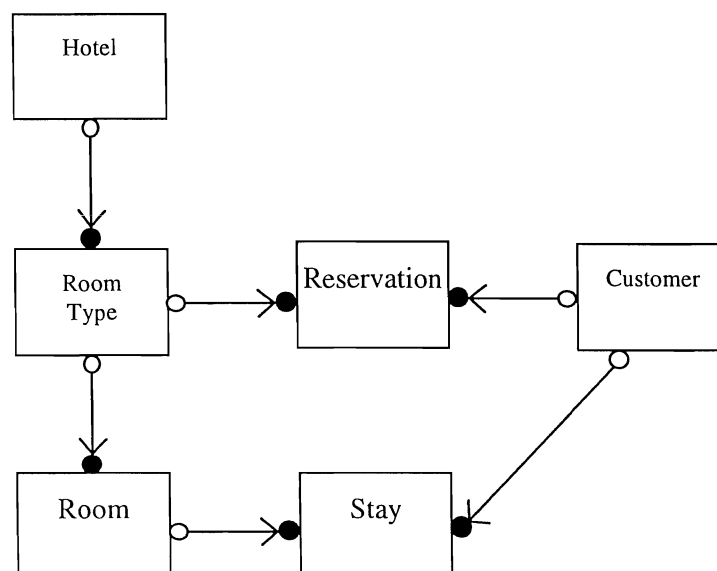 Hotel
Room
Type
Reservation
Customer
Room
Stay